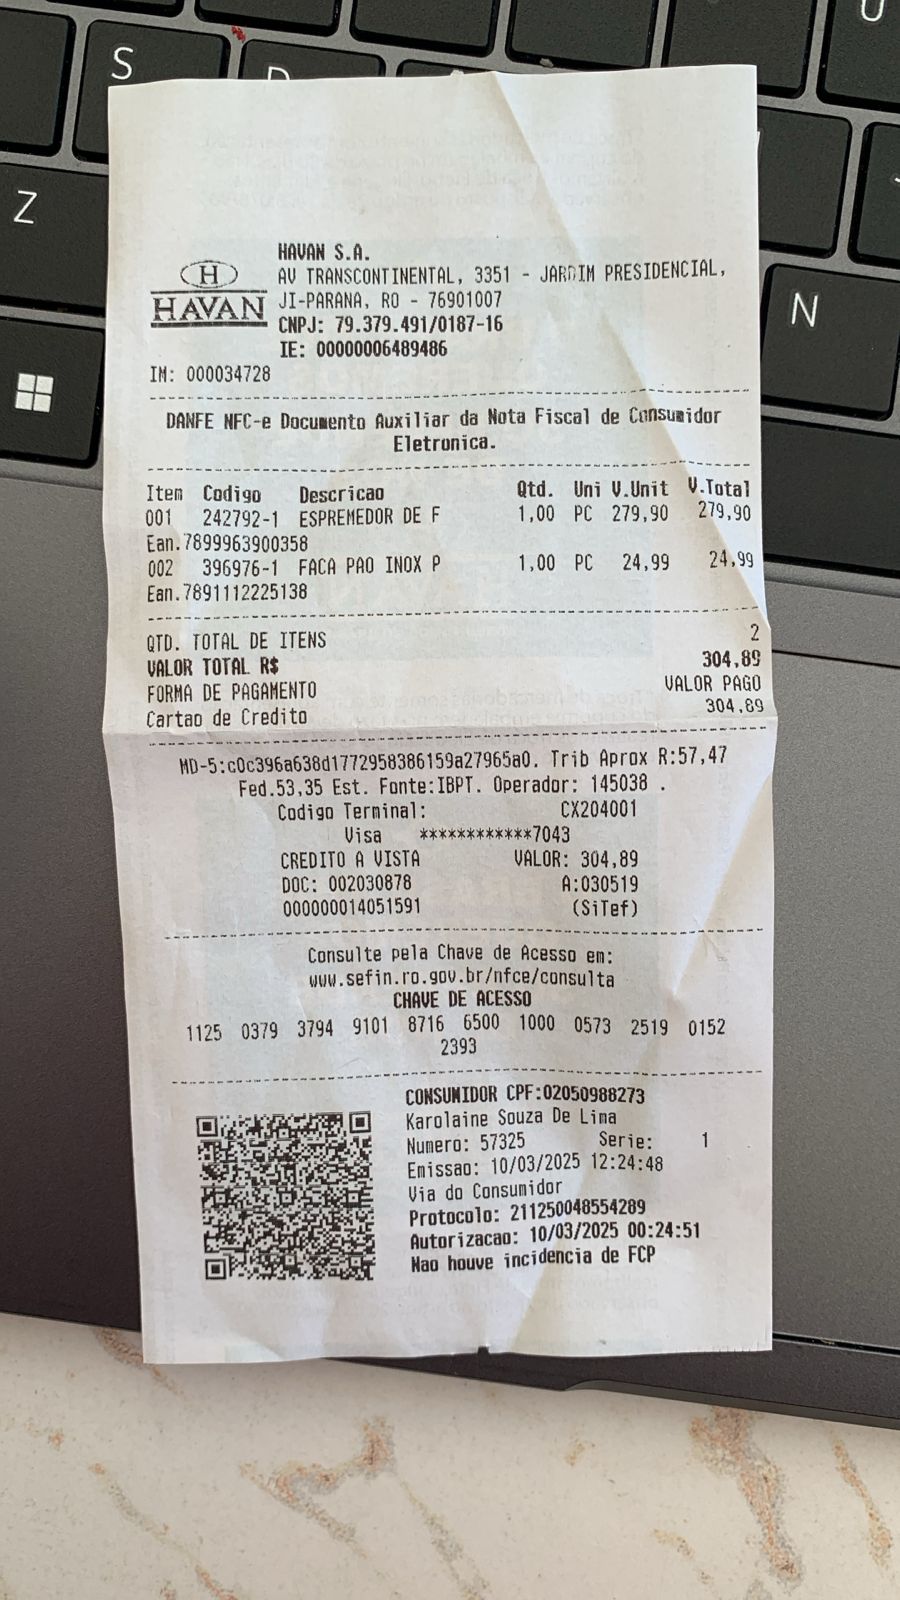 S
D
U
Z
N
HAVAN S.A.
AV TRANSCONTINENTAL, 3351 - JARDIM PRESIDENCIAL,
H
HAVAN
JI-PARANA, RO - 76901007
CNPJ: 79.379.491/0187-16
IE: 00000006489486
IM: 000034728
DANFE NFC-e Documento Auxiliar da Nota Fiscal de Consumidor
Eletronica.
Item Codigo Descricao Qtd. Uni V.Unit V.Total
001 242792-1 ESPREMEDOR DE F 1,00 PC 279,90 279,90
Ean.7899963900358
002 396976-1 FACA PAO INOX P 1,00 PC 24,99 24,99
Ean.7891112225138
QTD. TOTAL DE ITENS 2
VALOR TOTAL R$ 304,89
FORMA DE PAGAMENTO VALOR PAGO
Cartao de Credito 304,89
MD-5:c0c396a638d1772958386159a27965a0. Trib Aprox R:57,47
Fed.53,35 Est. Fonte:IBPT. Operador: 145038 .
Codigo Terminal: CX204001
Visa ************7043
CREDITO A VISTA VALOR: 304,89
DOC: 002030878 A:030519
000000014051591 (SiTef)
Consulte pela Chave de Acesso em:
www.sefin.ro.gov.br/nfce/consulta
CHAVE DE ACESSO
1125 0379 3794 9101 8716 6500 1000 0573 2519 0152
2393
CONSUMIDOR CPF:02050988273
Karolaine Souza De Lima
Numero: 57325 Serie: 1
Emissao: 10/03/2025 12:24:48
Via do Consumidor
Protocolo: 211250048554289
Autorizacao: 10/03/2025 00:24:51
Nao houve incidencia de FCP